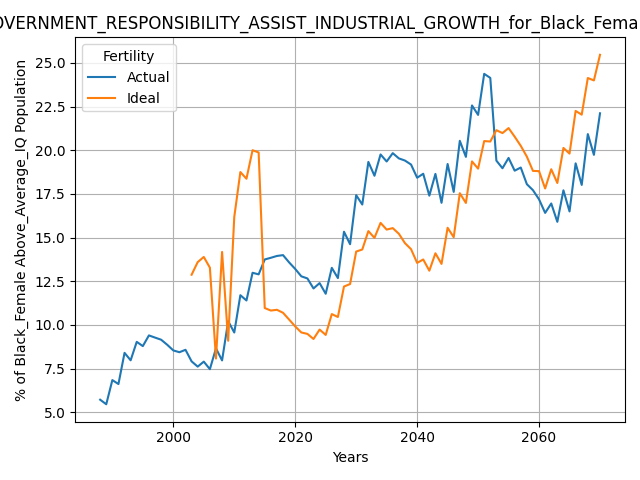 OVERNMENT_RESPONSIBILITY_ASSIST_INDUSTRIAL_GROWTH_for_Black_Fema
Fertility
Actual
Ideal
% of Black_Female Above_Average_IQ Population
25.0
22.5
20.0
17.5
15.0
12.5
10.0
7.5
5.0
2000 2020 2040 2060
Years